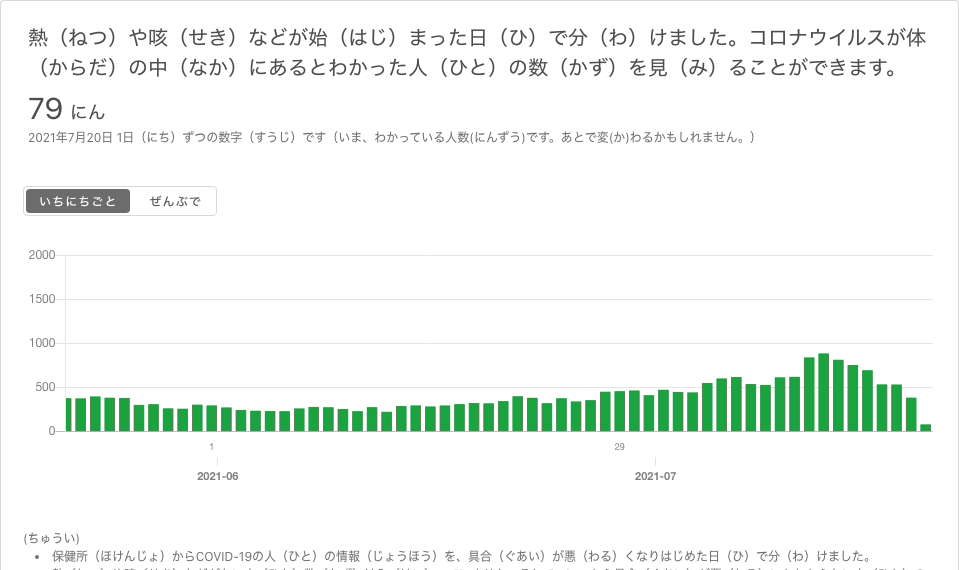 熱（ねつ）や咳（せき）などが始（はじ）まった日（ひ）で分（わ）けました。コロナウイルスが体
（からだ）の中（なか）にあるとわかった人（ひと）の数（かず）を見（み）ることができます。
79 にん
2021年7月20日 1日（にち）ずつの数字（すうじ）です（いま、わかっている人数(にんずう)です。あとで変(か)わるかもしれません。）
いちにちごと ぜんぶで
2000
1500
1000
500
0
1 29
2021-06 2021-07
(ちゅうい)
• 保健所（ほけんじょ）からCOVID-19の人（ひと）の情報（じょうほう）を、具合（ぐあい）が悪（わる）くなりはじめた日（ひ）で分（わ）けました。